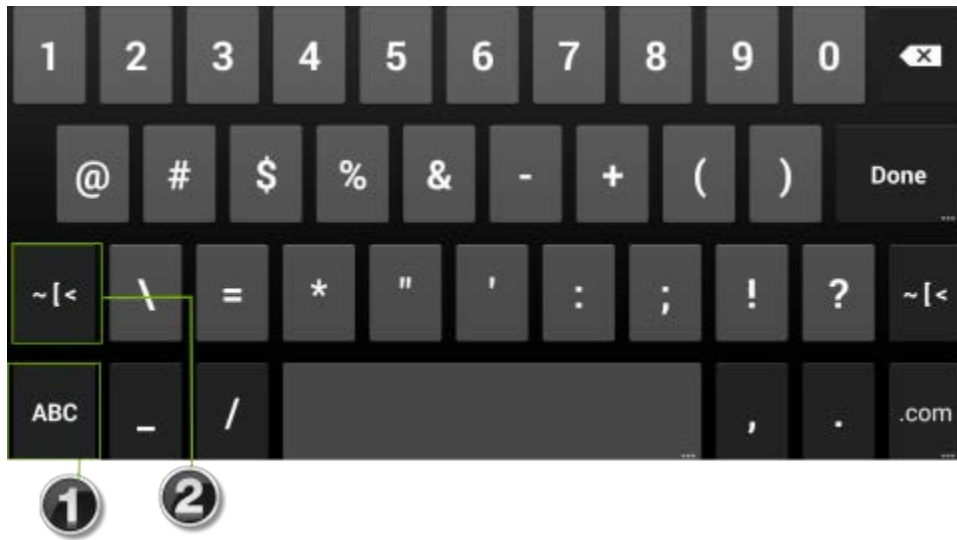 1 2 3 4 5 6 7 8 9 0
@ # $ % & - + ( ) Done
~[< \ = * " ' : ; ! ? ~[<
ABC _ / , . .com
1 2